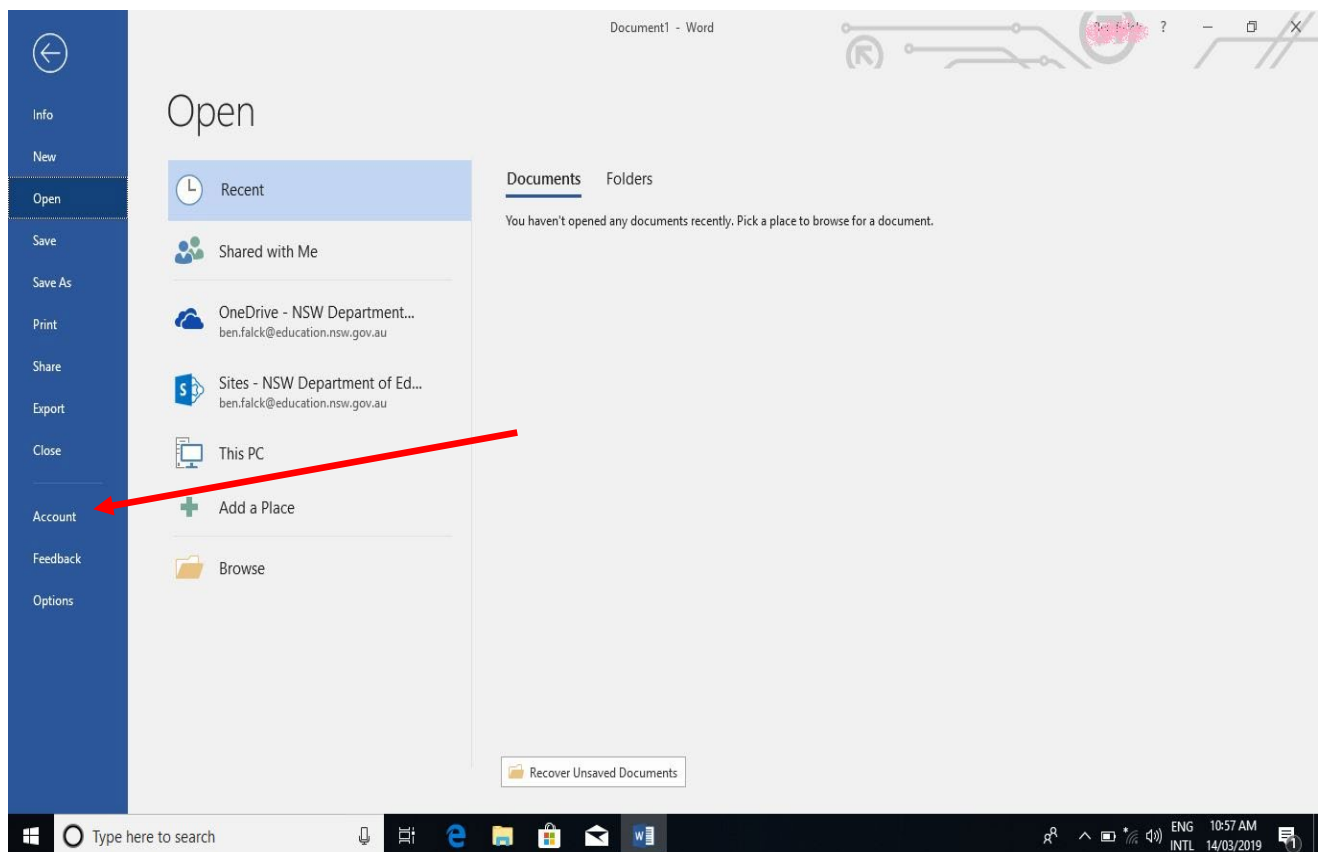 Document1 - Word
?
Info
New
Open
Save
Save As
Print
Share
Export
Close
Account
Feedback
Options
Open
Recent
Shared with Me
OneDrive - NSW Department...
ben.falck@education.nsw.gov.au
Sites - NSW Department of Ed...
ben.falck@education.nsw.gov.au
This PC
Add a Place
Browse
Documents Folders
You haven't opened any documents recently. Pick a place to browse for a document.
Recover Unsaved Documents
Type here to search
ENG
INTL
10:57 AM
14/03/2019
1